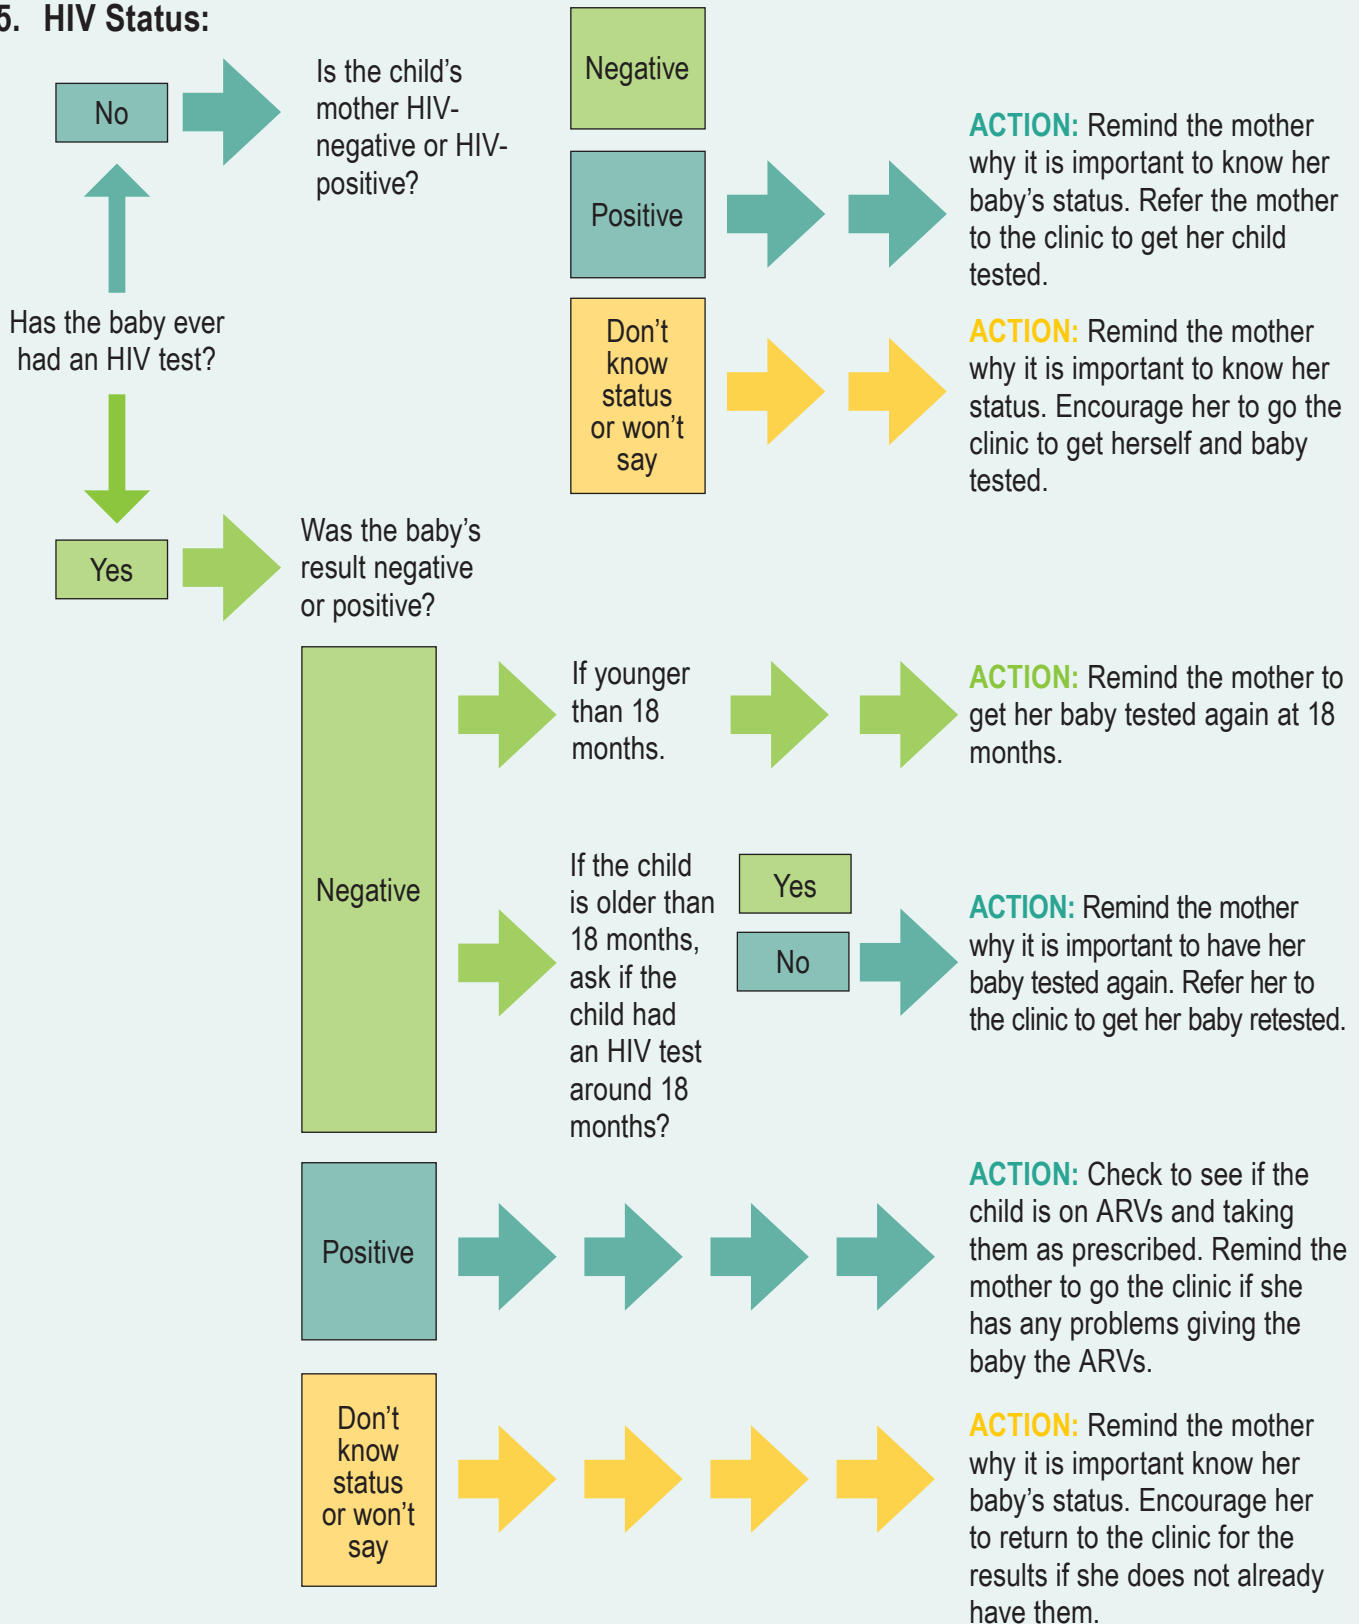 5. HIV Status:
No
Is the child's
mother HIV-
negative or HIV-
positive?
Negative
Positive
ACTION: Remind the mother
why it is important to know her
baby's status. Refer the mother
to the clinic to get her child
tested.
Don't
know
status
or won't
say
ACTION: Remind the mother
why it is important to know her
status. Encourage her to go the
clinic to get herself and baby
tested.
Has the baby ever
had an HIV test?
Yes
Was the baby's
result negative
or positive?
Negative
If younger
than 18
months.
ACTION: Remind the mother to
get her baby tested again at 18
months.
If the child
is older than
18 months,
ask if the
child had
an HIV test
around 18
months?
Yes
No
ACTION: Remind the mother
why it is important to have her
baby tested again. Refer her to
the clinic to get her baby retested.
Positive
ACTION: Check to see if the
child is on ARVs and taking
them as prescribed. Remind the
mother to go the clinic if she
has any problems giving the
baby the ARVs.
Don't
know
status
or won't
say
ACTION: Remind the mother
why it is important know her
baby's status. Encourage her
to return to the clinic for the
results if she does not already
have them.